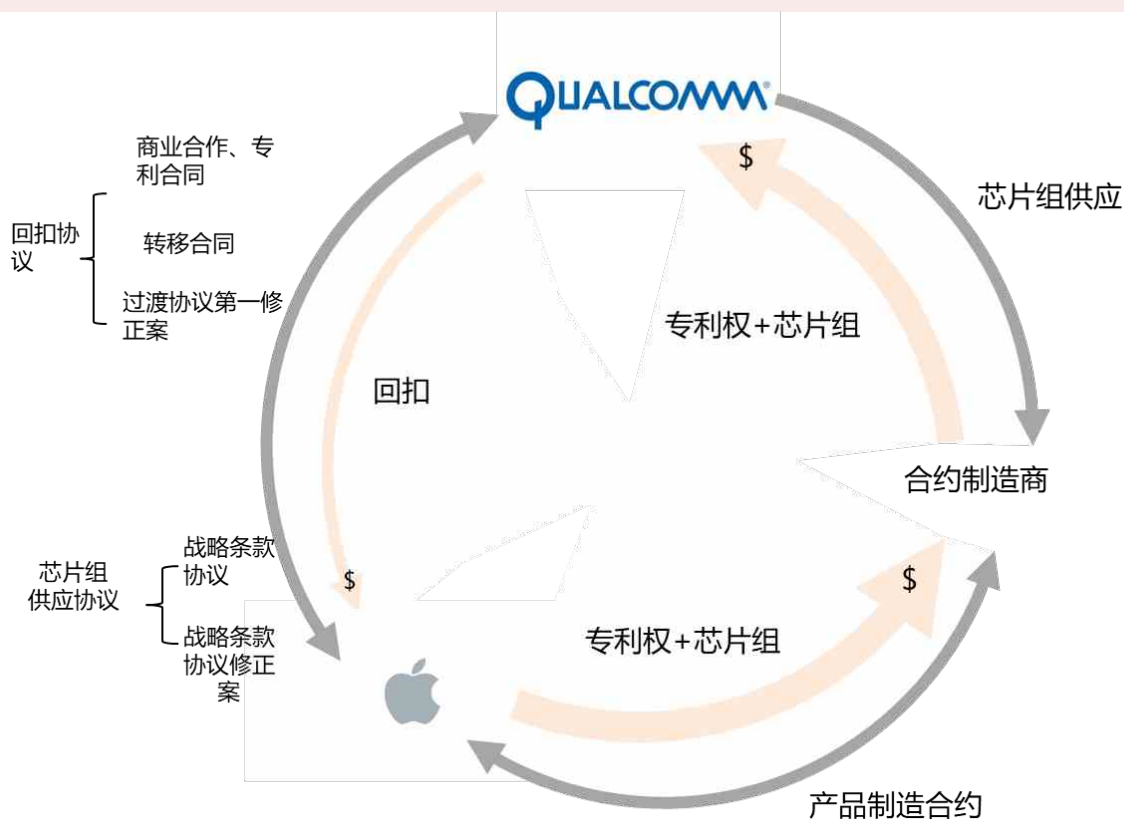 QUALCOMM®
商业合作、专
利合同
$
芯片组供应
回扣协
议
转移合同
过渡协议第一修
正案
专利权+芯片组
回扣
合约制造商
战略条款
协议
芯片组
供应协议
$
$
战略条款
协议修正
案
专利权+芯片组
产品制造合约